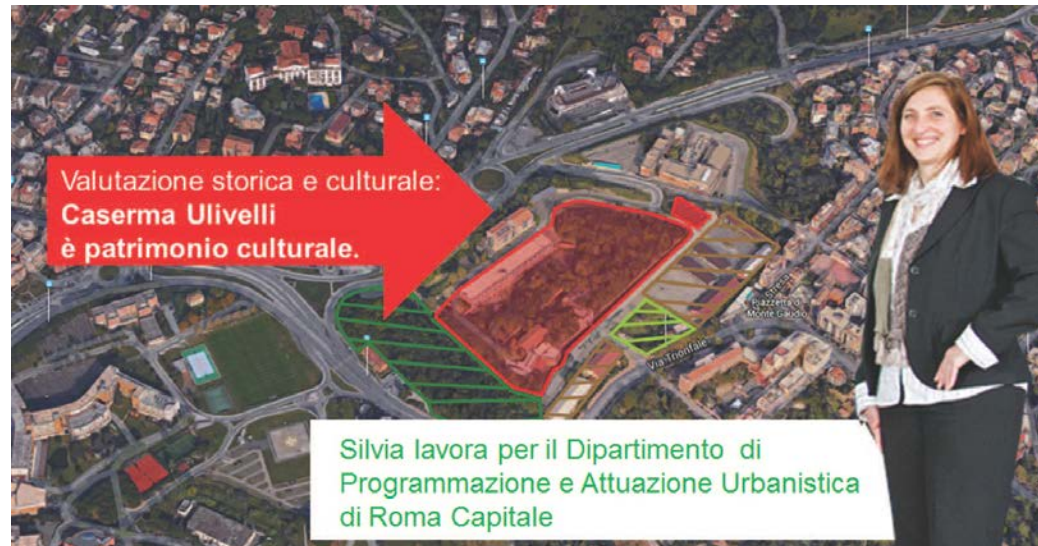 Valutazione storica e culturale:
Caserma Ulivelli
è patrimonio culturale.
Piazzetta di
Monte Gaudio
Via Trionfale
Silvia lavora per il Dipartimento di
Programmazione e Attuazione Urbanistica
di Roma Capitale